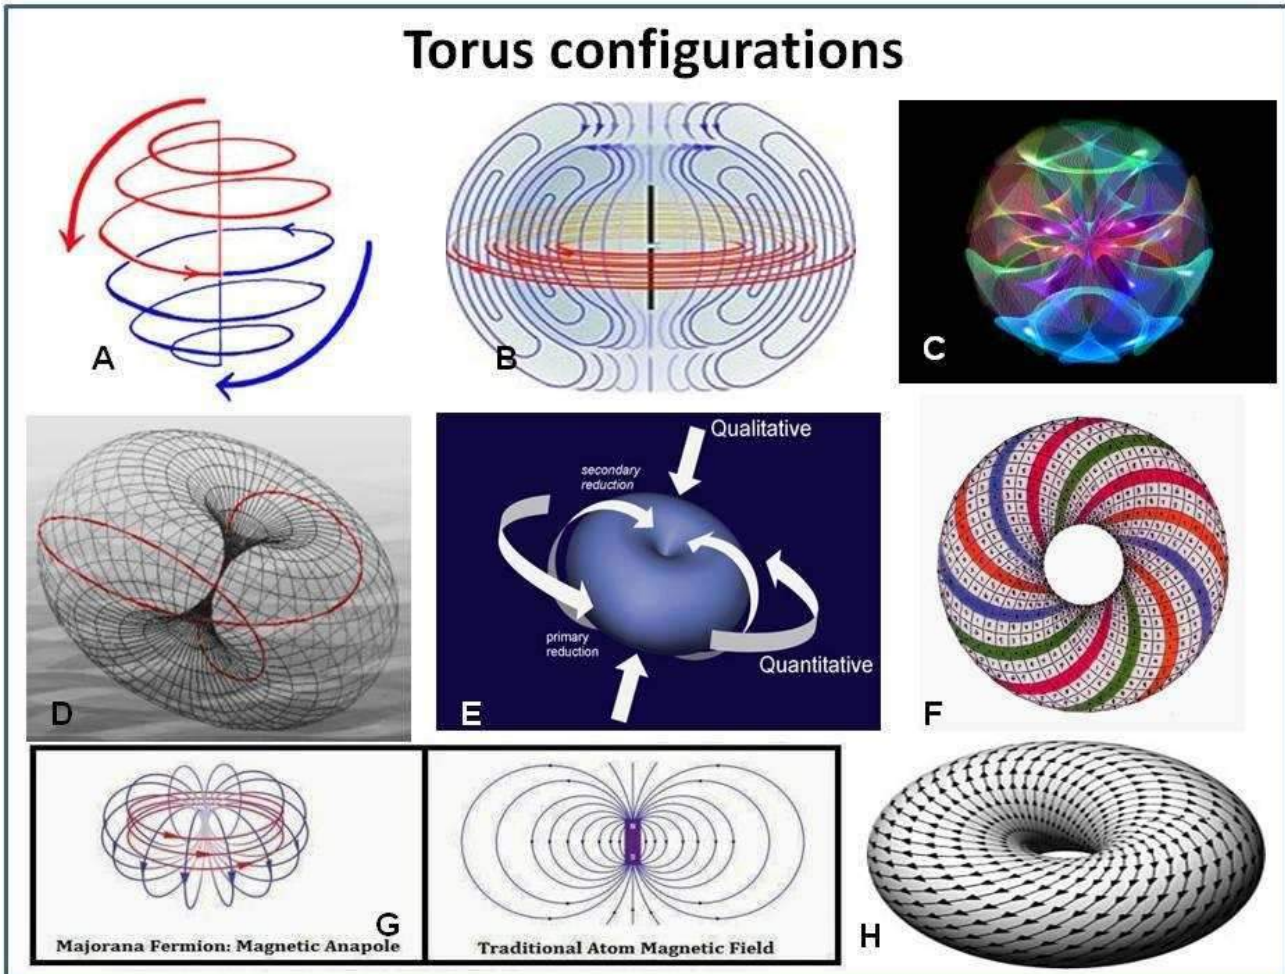 Torus configurations
A
B
C
Qualitative
secondary
reduction
primary
reduction
Quantitative
D
E
F
G
Majorana Fermion: Magnetic Anapole
Traditional Atom Magnetic Field
H